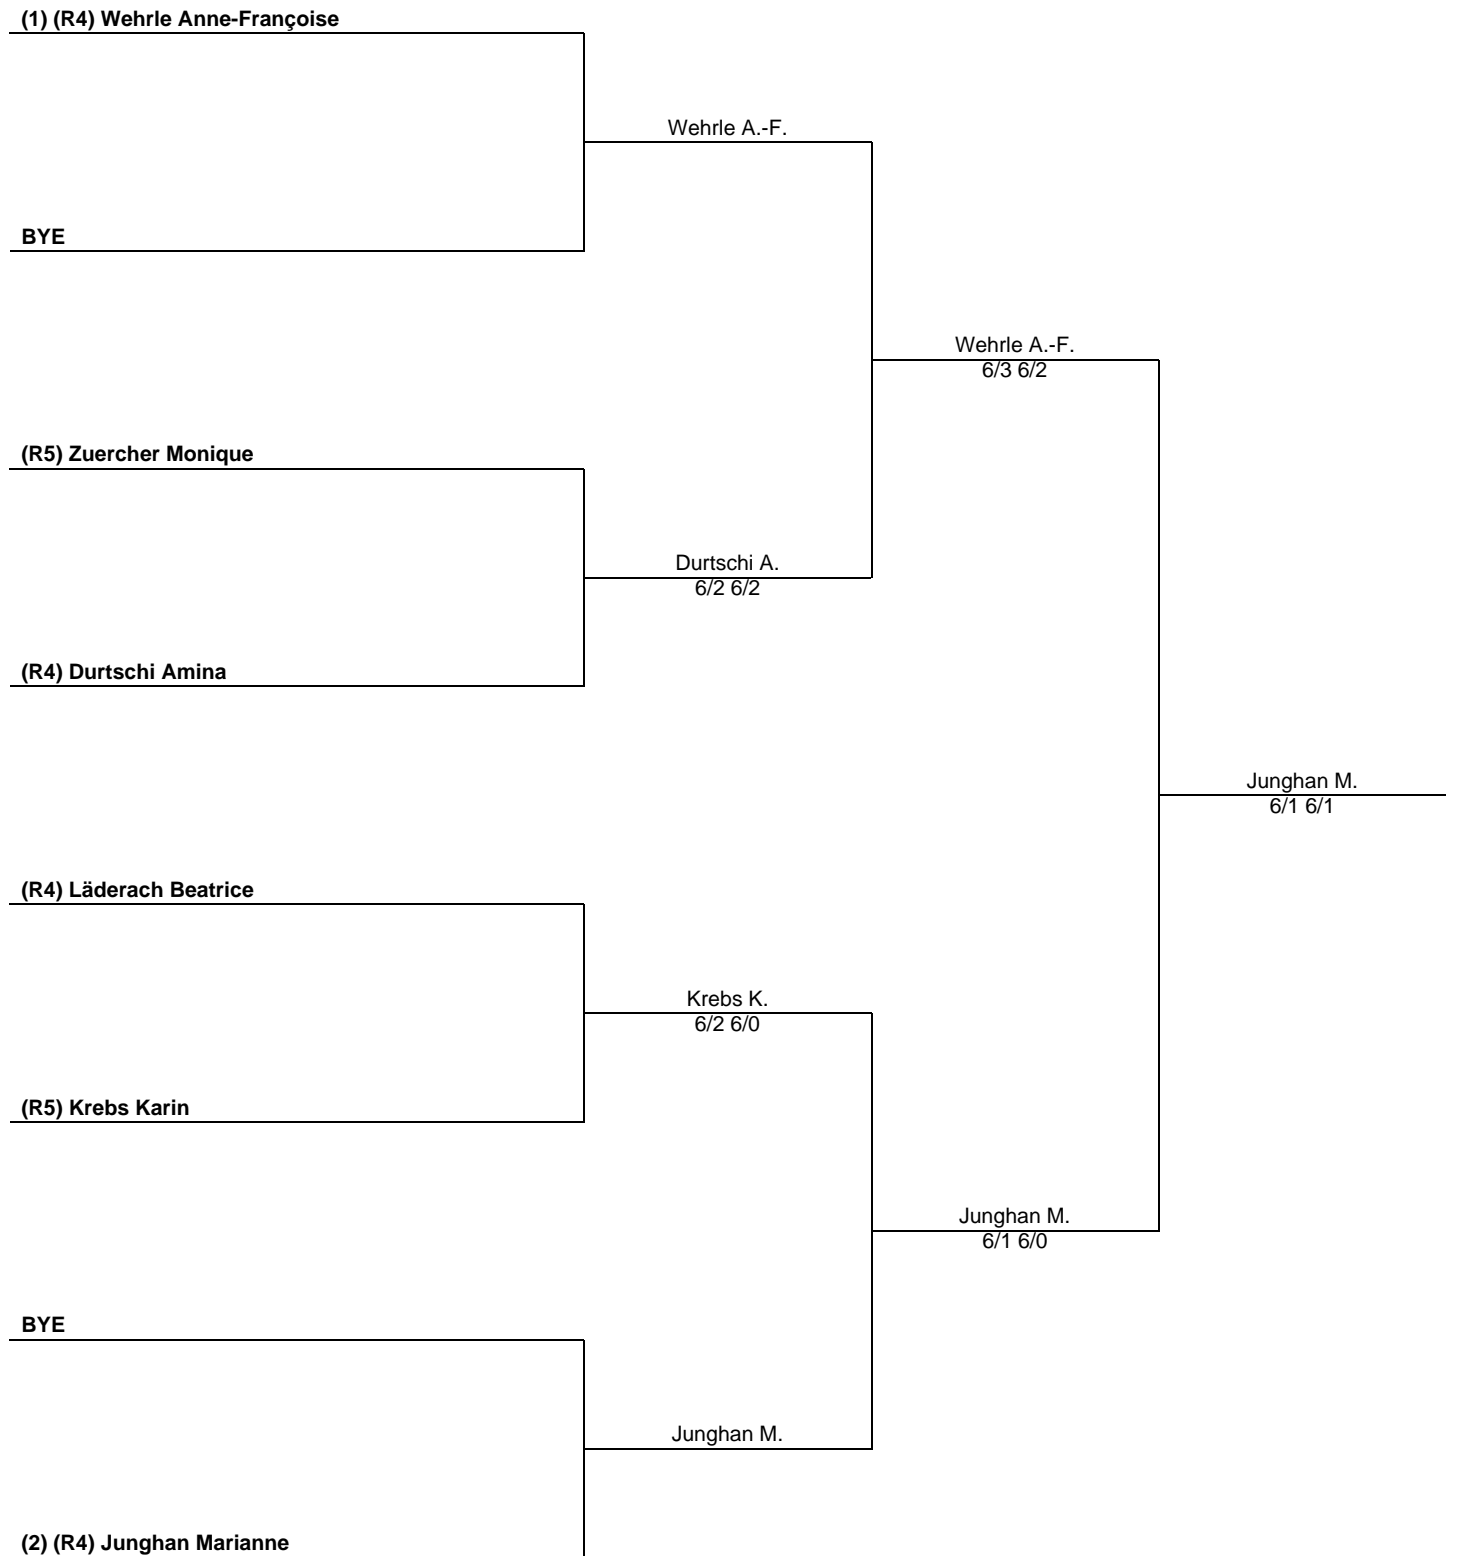 (1) (R4) Wehrle Anne-Françoise
Wehrle A.-F.
BYE
Wehrle A.-F.
6/3 6/2
(R5) Zuercher Monique
Durtschi A.
6/2 6/2
(R4) Durtschi Amina
Junghan M.
6/1 6/1
(R4) Läderach Beatrice
Krebs K.
6/2 6/0
(R5) Krebs Karin
Junghan M.
6/1 6/0
BYE
Junghan M.
(2) (R4) Junghan Marianne